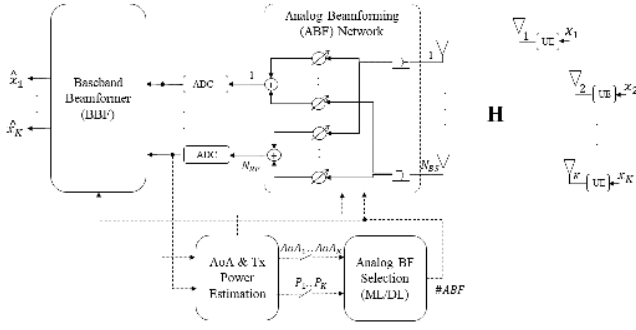 Analog Beamforming
(ABF) Network
Baseband
Beamformer
(BBF)
x̂1
x̂K
ADC
ADC
1
NRF
1
NBS
H
1
UE
x1
2
UE
x2
K
UE
xK
AoA & Tx
Power
Estimation
AoA1..AoAK
P1..PK
Analog BF
Selection
(ML/DL)
#ABF